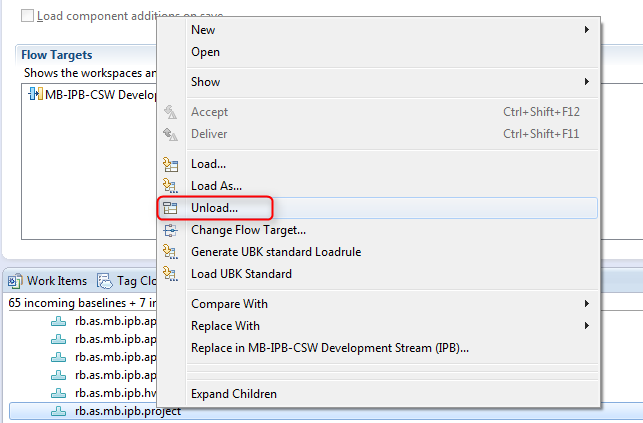 Load component additions on save
Flow Targets
Shows the workspaces an
MB-IPB-CSW Develop
New
Open
Show
Accept Ctrl+Shift+F12
Deliver Ctrl+Shift+F11
Load...
Load As...
Unload...
Change Flow Target...
Generate UBK standard Loadrule
Load UBK Standard
Compare With
Replace With
Replace in MB-IPB-CSW Development Stream (IPB)...
Expand Children
Work Items Tag Clo
65 incoming baselines + 7 in
rb.as.mb.ipb.ap
rb.as.mb.ipb.ap
rb.as.mb.ipb.ap
rb.as.mb.ipb.ap
rb.as.mb.ipb.hw
rb.as.mb.ipb.project